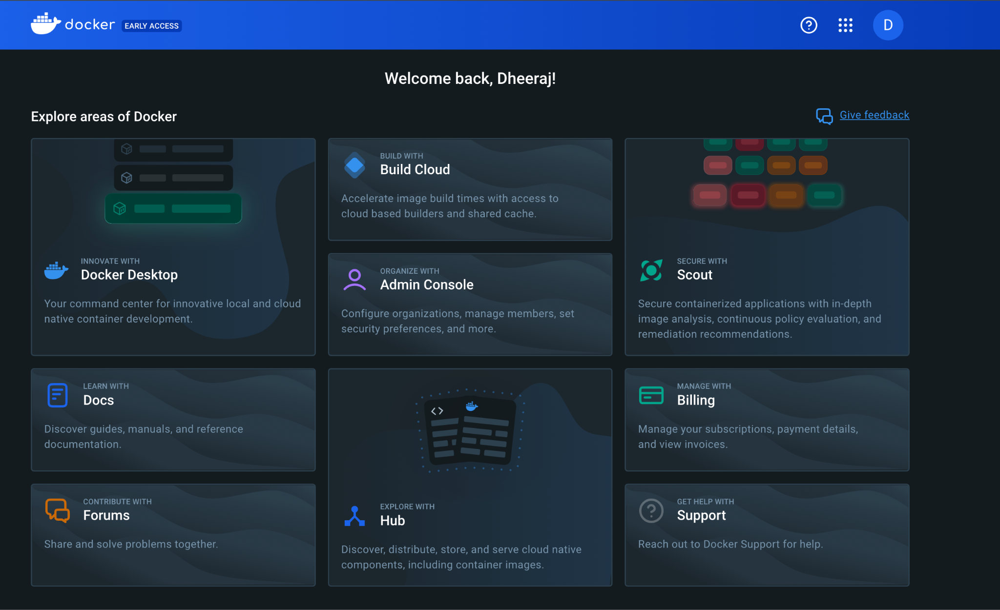 docker EARLY ACCESS
D
Welcome back, Dheeraj!
Explore areas of Docker
Give feedback
INNOVATE WITH
Docker Desktop
Your command center for innovative local and cloud
native container development.
BUILD WITH
Build Cloud
Accelerate image build times with access to
cloud based builders and shared cache.
ORGANIZE WITH
Admin Console
Configure organizations, manage members, set
security preferences, and more.
SECURE WITH
Scout
Secure containerized applications with in-depth
image analysis, continuous policy evaluation, and
remediation recommendations.
LEARN WITH
Docs
Discover guides, manuals, and reference
documentation.
CONTRIBUTE WITH
Forums
Share and solve problems together.
EXPLORE WITH
Hub
Discover, distribute, store, and serve cloud native
components, including container images.
MANAGE WITH
Billing
Manage your subscriptions, payment details,
and view invoices.
GET HELP WITH
Support
Reach out to Docker Support for help.